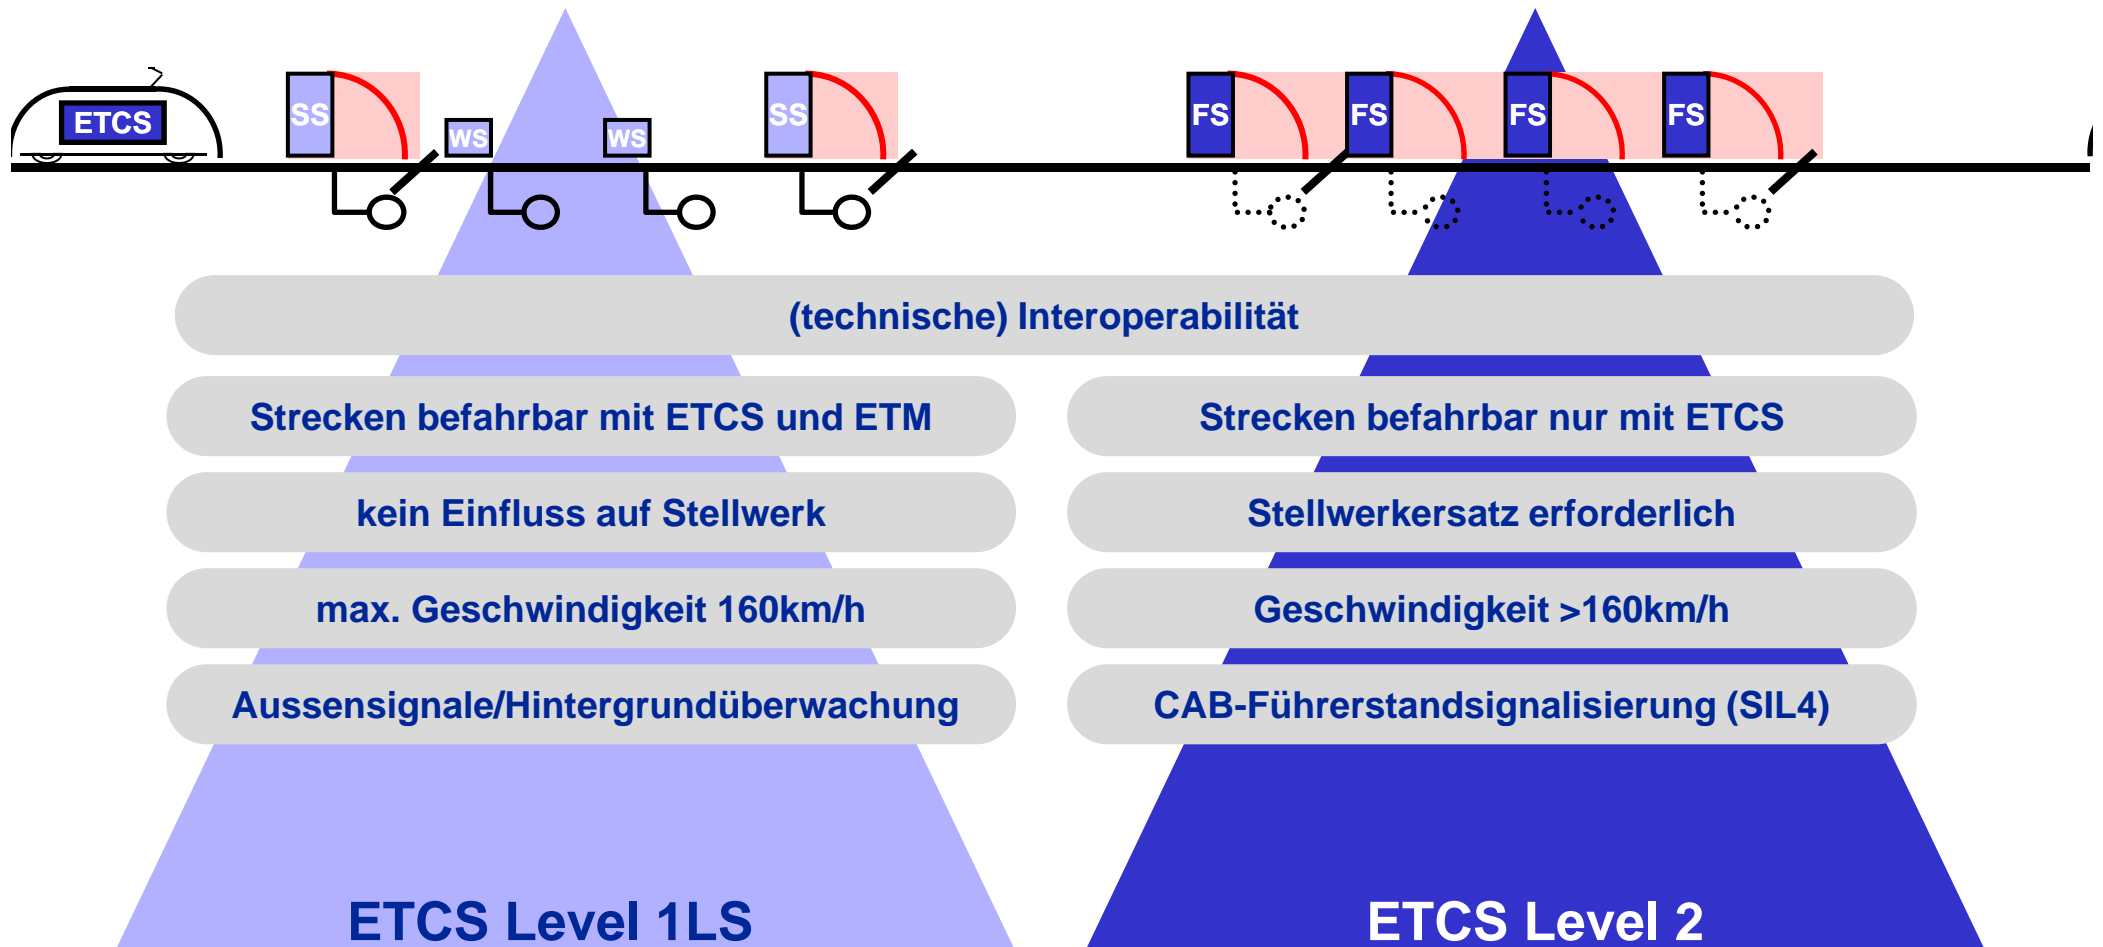 ETCS
SS
WS
WS
SS
FS
FS
FS
FS
(technische) Interoperabilität
Strecken befahrbar mit ETCS und ETM
Strecken befahrbar nur mit ETCS
kein Einfluss auf Stellwerk
Stellwerkersatz erforderlich
max. Geschwindigkeit 160km/h
Geschwindigkeit >160km/h
Aussensignale/Hintergrundüberwachung
CAB-Führerstandsignalisierung (SIL4)
ETCS Level 1LS
ETCS Level 2